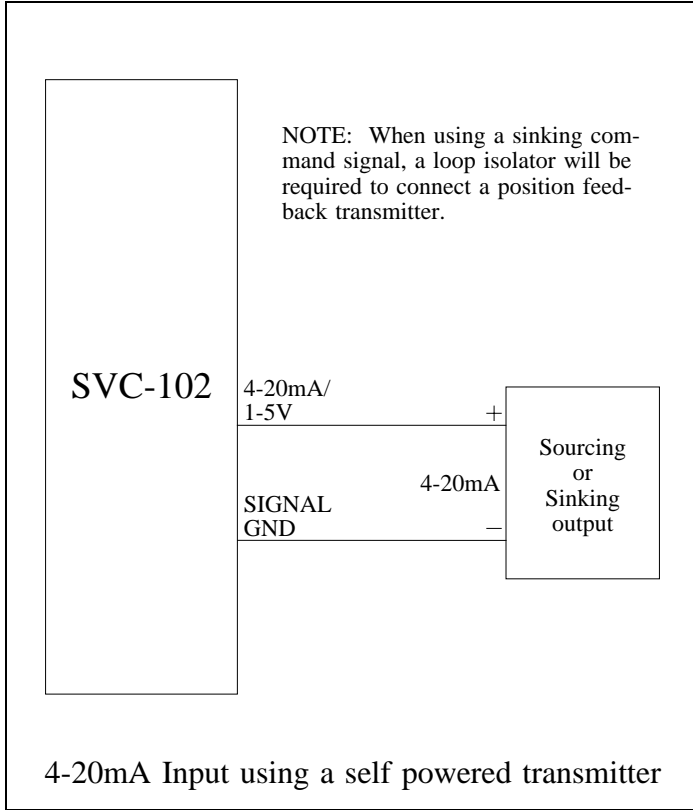 NOTE: When using a sinking com-
mand signal, a loop isolator will be
required to connect a position feed-
back transmitter.
SVC-102
4-20mA/
1-5V
+
Sourcing
or
Sinking
output
4-20mA
SIGNAL
GND
−
4-20mA Input using a self powered transmitter